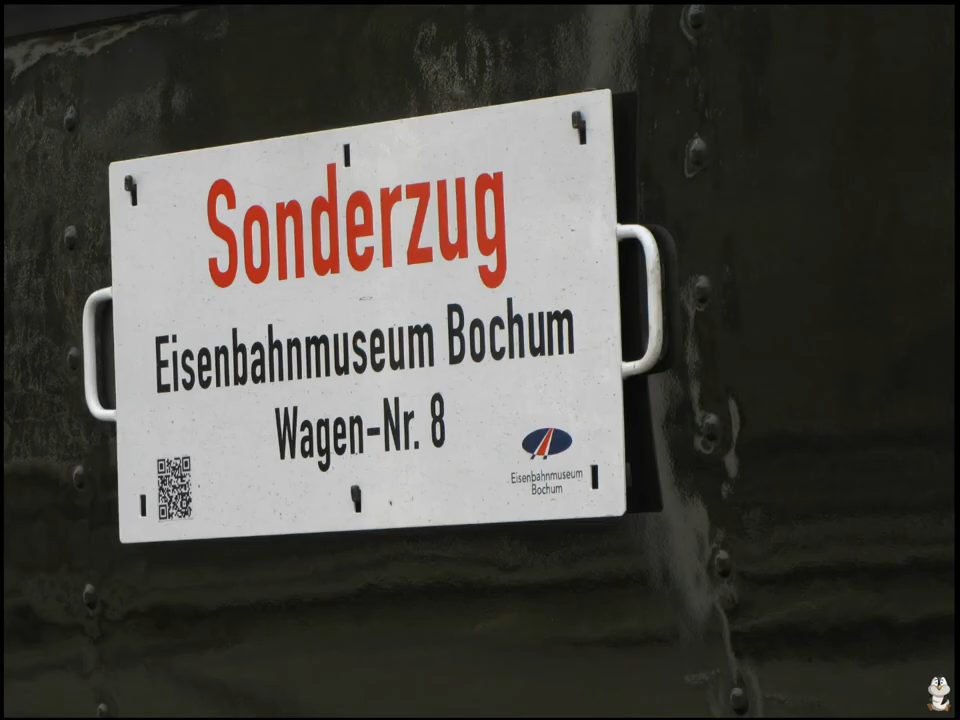 Sonderzug
Eisenbahnmuseum Bochum
Wagen-Nr. 8
Eisenbahnmuseum
Bochum